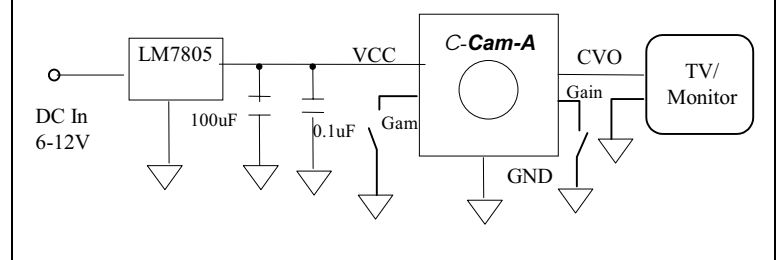 LM7805
VCC
C-Cam-A
CVO
TV/
Monitor
DC In
6-12V
100uF
0.1uF
Gam
Gain
GND